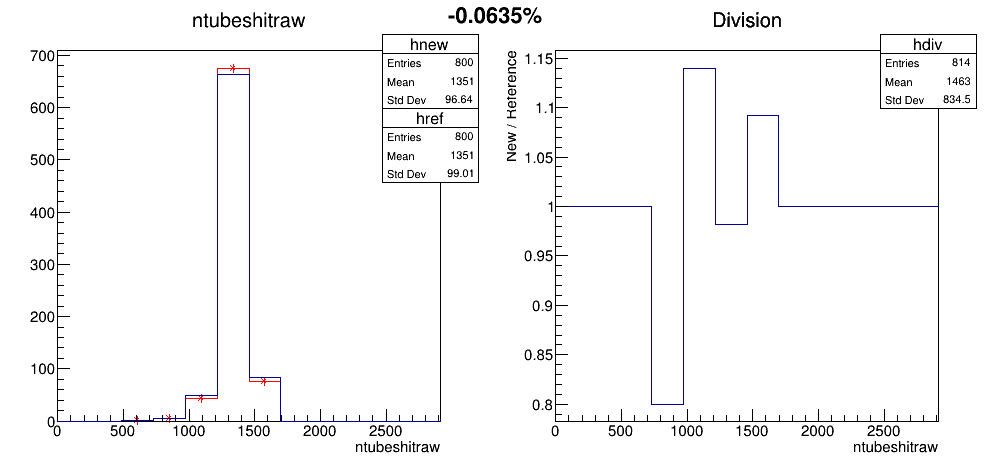 -0.0635%
ntubeshitraw
hnew
Entries 800
Mean 1351
Std Dev 96.64
href
Entries 800
Mean 1351
Std Dev 99.01
700
600
500
400
300
200
100
0
0 500 1000 1500 2000 2500
ntubeshitraw
Division
hdiv
Entries 814
Mean 1463
Std Dev 834.5
New / Reference
1.15
1.1
1.05
1
0.95
0.9
0.85
0.8
0 500 1000 1500 2000 2500
ntubeshitraw